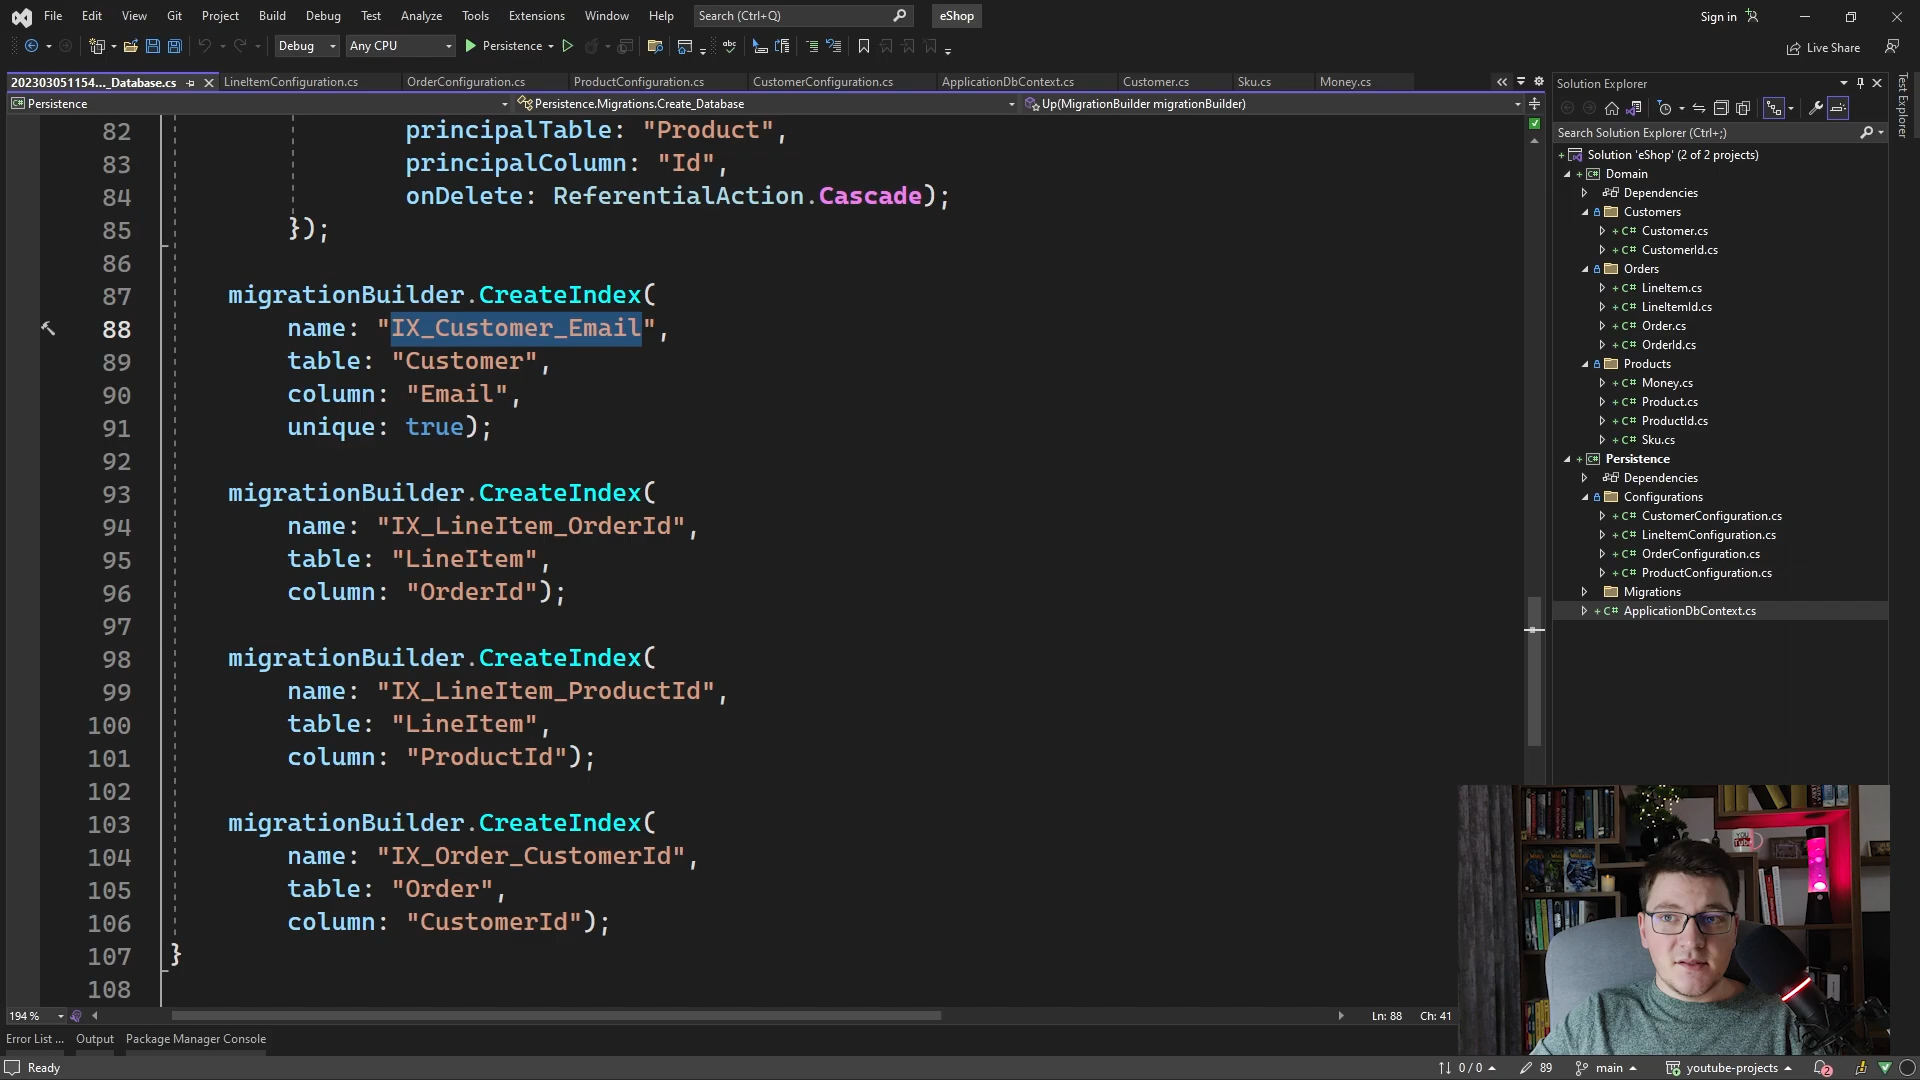 File Edit View Git Project Build Debug Test Analyze Tools Extensions Window Help Search (Ctrl+Q) eShop Sign in
Debug Any CPU Persistence Live Share
202303051154..._Database.cs LineItemConfiguration.cs OrderConfiguration.cs ProductConfiguration.cs CustomerConfiguration.cs ApplicationDbContext.cs Customer.cs Sku.cs Money.cs
Persistence Persistence.Migrations.Create_Database Up(MigrationBuilder migrationBuilder)
82 principalTable: "Product",
83 principalColumn: "Id",
84 onDelete: ReferentialAction.Cascade);
85 });
86
87 migrationBuilder.CreateIndex(
88 name: "IX_Customer_Email",
89 table: "Customer",
90 column: "Email",
91 unique: true);
92
93 migrationBuilder.CreateIndex(
94 name: "IX_LineItem_OrderId",
95 table: "LineItem",
96 column: "OrderId");
97
98 migrationBuilder.CreateIndex(
99 name: "IX_LineItem_ProductId",
100 table: "LineItem",
101 column: "ProductId");
102
103 migrationBuilder.CreateIndex(
104 name: "IX_Order_CustomerId",
105 table: "Order",
106 column: "CustomerId");
107 }
108
194 % Ln: 88 Ch: 41
Error List ... Output Package Manager Console
Ready 0 / 0 89 main youtube-projects 2
Solution Explorer
Search Solution Explorer (Ctrl+;)
Solution 'eShop' (2 of 2 projects)
Domain
Dependencies
Customers
C# Customer.cs
C# CustomerId.cs
Orders
C# LineItem.cs
C# LineItemId.cs
C# Order.cs
C# OrderId.cs
Products
C# Money.cs
C# Product.cs
C# ProductId.cs
C# Sku.cs
Persistence
Dependencies
Configurations
C# CustomerConfiguration.cs
C# LineItemConfiguration.cs
C# OrderConfiguration.cs
C# ProductConfiguration.cs
Migrations
C# ApplicationDbContext.cs
Test Explorer
YOU
Tube